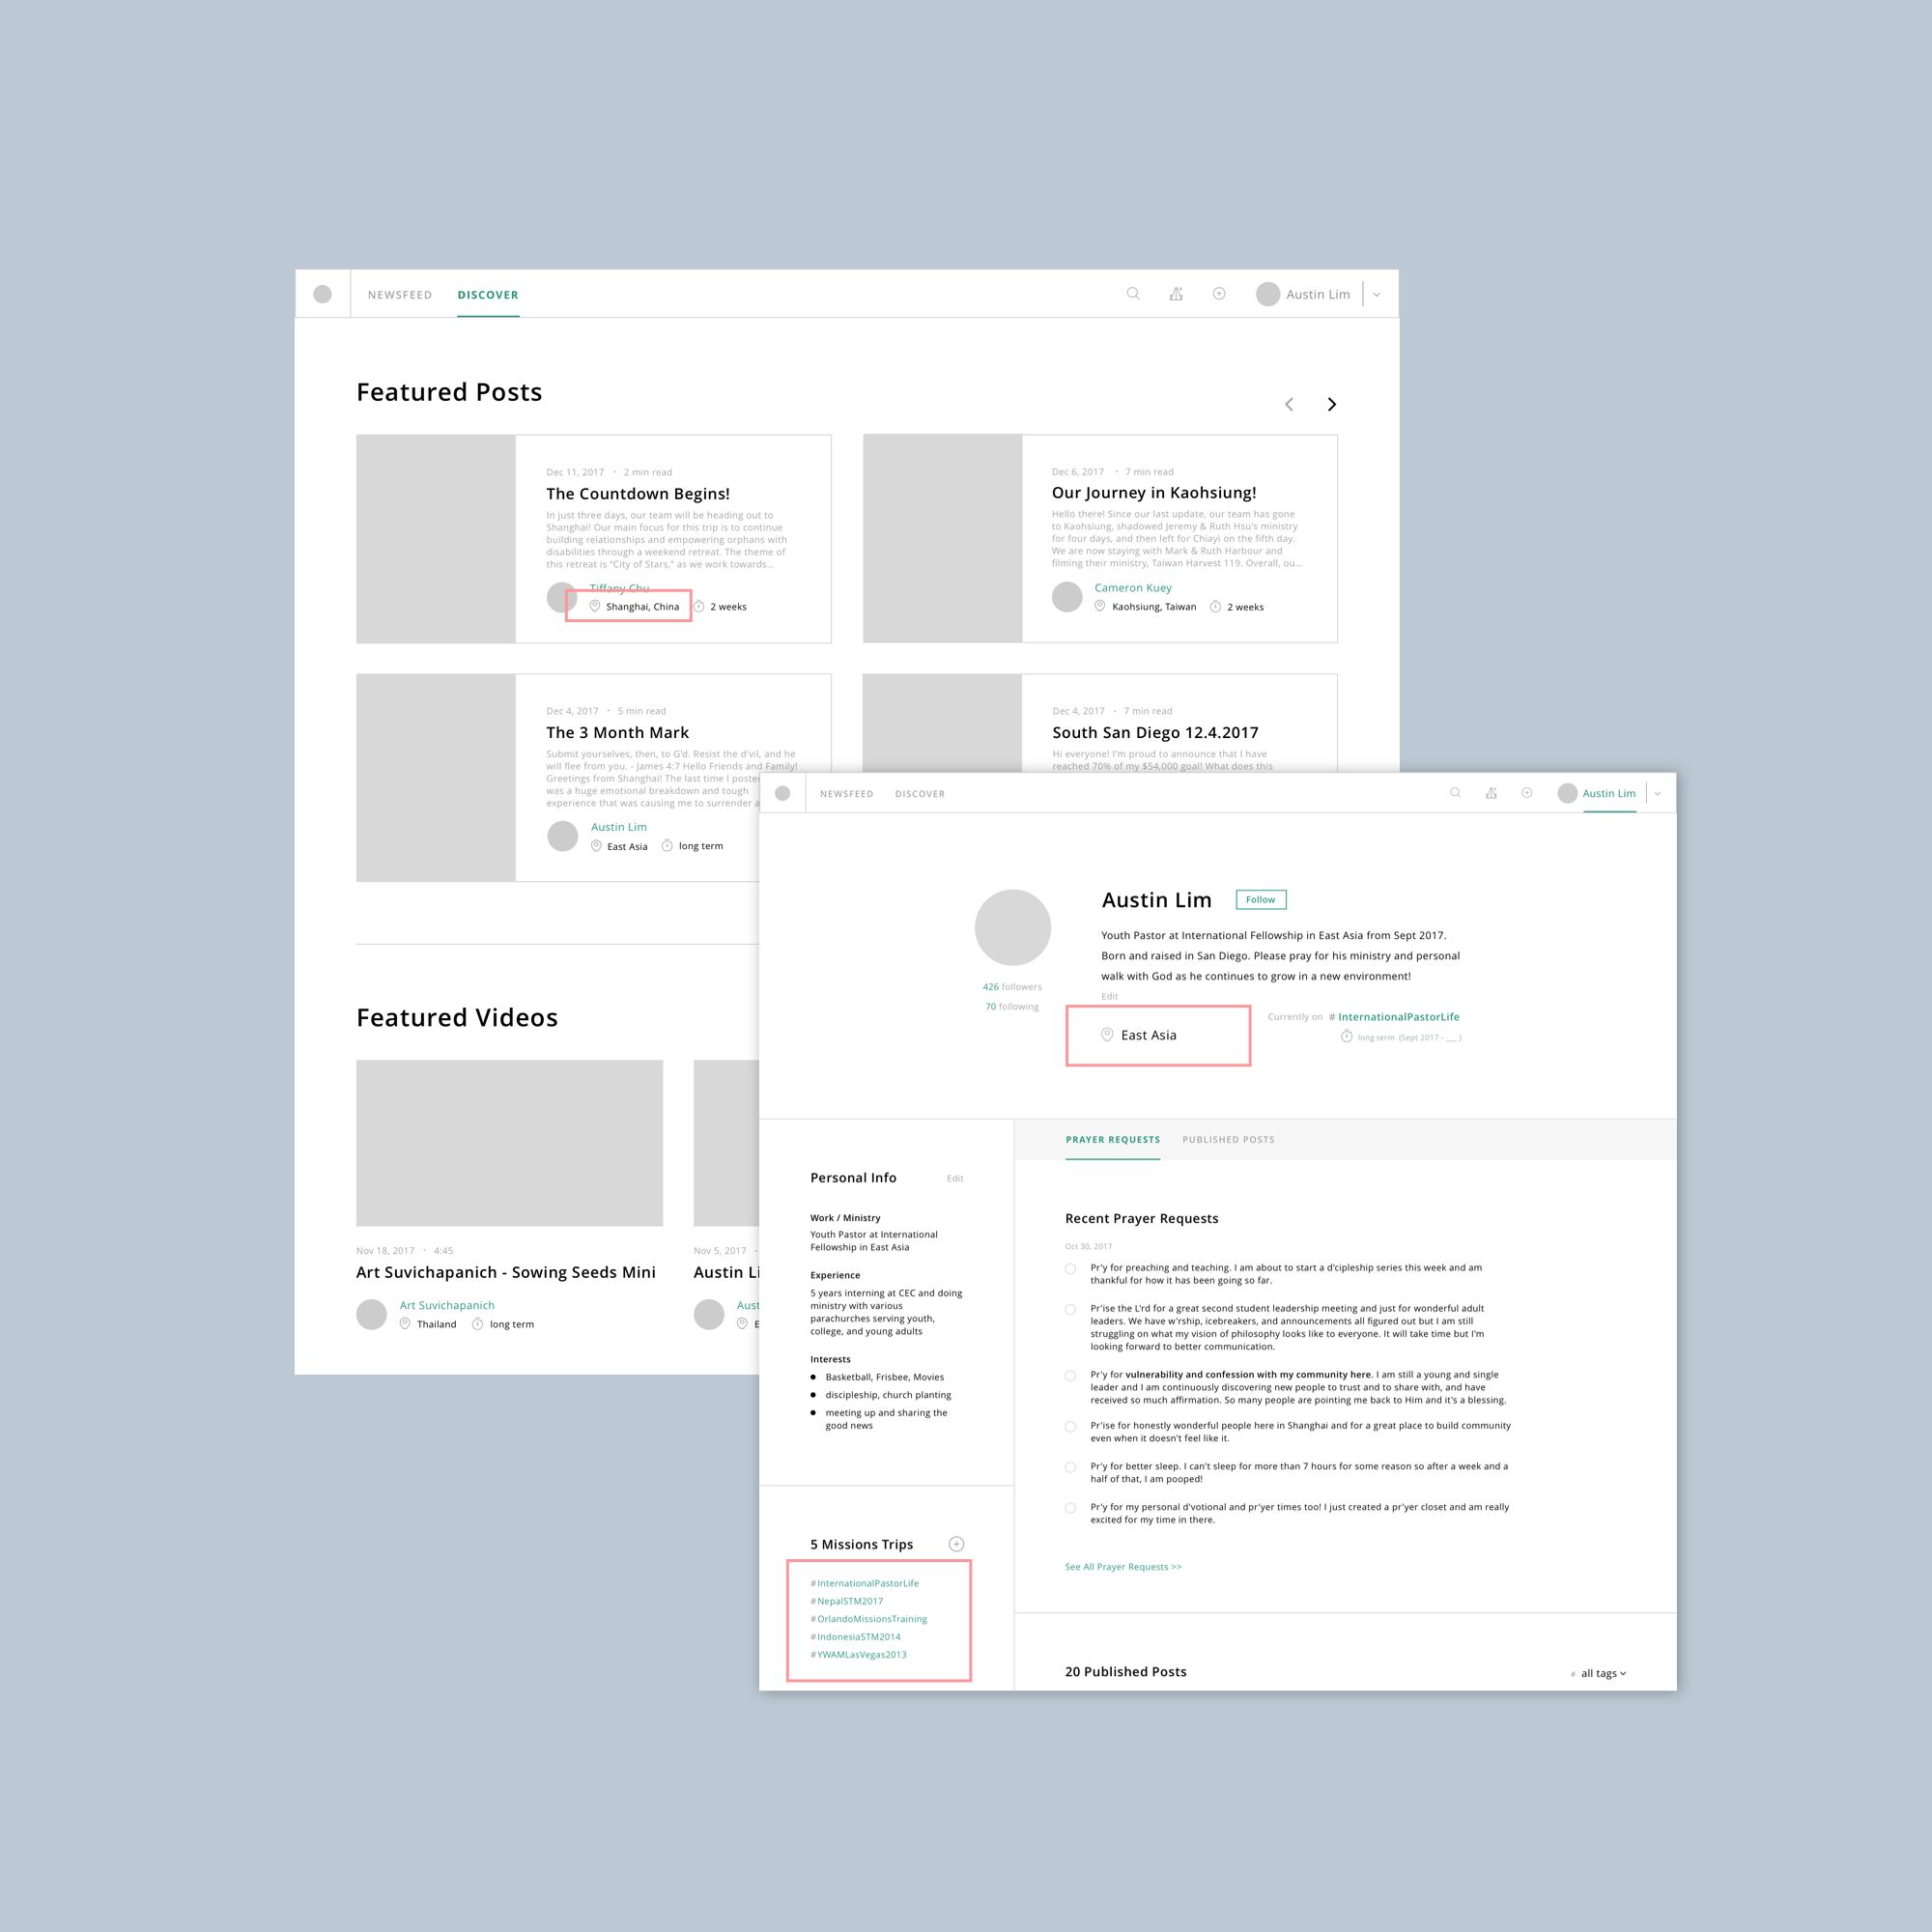 NEWSFEED DISCOVER Austin Lim
Featured Posts
Dec 11, 2017 · 2 min read
The Countdown Begins!
In just three days, our team will be heading out to
Shanghai! Our main focus for this trip is to continue
building relationships and empowering orphans with
disabilities through a weekend retreat. The theme of
this retreat is “City of Stars,” as we work towards...
Tiffany Chu
Shanghai, China 2 weeks
Dec 6, 2017 · 7 min read
Our Journey in Kaohsiung!
Hello there! Since our last update, our team has gone
to Kaohsiung, shadowed Jeremy & Ruth Hsu's ministry
for four days, and then left for Chiayi on the fifth day.
We are now staying with Mark & Ruth Harbour and
filming their ministry, Taiwan Harvest 119. Overall, ou...
Cameron Kuey
Kaohsiung, Taiwan 2 weeks
Dec 4, 2017 · 5 min read
The 3 Month Mark
Submit yourselves, then, to G'd. Resist the d'vil, and he
will flee from you. - James 4:7 Hello Friends and Family!
Greetings from Shanghai! The last time I poste
was a huge emotional breakdown and tough
experience that was causing me to surrender a
Austin Lim
East Asia long term
Dec 4, 2017 · 7 min read
South San Diego 12.4.2017
Hi everyone! I'm proud to announce that I have
reached 70% of my $54,000 goal! What does this
Featured Videos
Nov 18, 2017 · 4:45
Art Suvichapanich - Sowing Seeds Mini
Art Suvichapanich
Thailand long term
Nov 5, 2017 ·
Austin Li
Aust
E
NEWSFEED DISCOVER Austin Lim
Austin Lim Follow
Youth Pastor at International Fellowship in East Asia from Sept 2017.
Born and raised in San Diego. Please pray for his ministry and personal
walk with God as he continues to grow in a new environment!
Edit
426 followers
70 following
East Asia
Currently on # InternationalPastorLife
long term (Sept 2017 - ___ )
Personal Info Edit
Work / Ministry
Youth Pastor at International
Fellowship in East Asia
Experience
5 years interning at CEC and doing
ministry with various
parachurches serving youth,
college, and young adults
Interests
● Basketball, Frisbee, Movies
● discipleship, church planting
● meeting up and sharing the
good news
5 Missions Trips
#InternationalPastorLife
#NepalSTM2017
#OrlandoMissionsTraining
#IndonesiaSTM2014
#YWAMLasVegas2013
PRAYER REQUESTS PUBLISHED POSTS
Recent Prayer Requests
Oct 30, 2017
Pr'y for preaching and teaching. I am about to start a d'cipleship series this week and am
thankful for how it has been going so far.
Pr'ise the L'rd for a great second student leadership meeting and just for wonderful adult
leaders. We have w'rship, icebreakers, and announcements all figured out but I am still
struggling on what my vision of philosophy looks like to everyone. It will take time but I'm
looking forward to better communication.
Pr'y for vulnerability and confession with my community here. I am still a young and single
leader and I am continuously discovering new people to trust and to share with, and have
received so much affirmation. So many people are pointing me back to Him and it's a blessing.
Pr'ise for honestly wonderful people here in Shanghai and for a great place to build community
even when it doesn't feel like it.
Pr'y for better sleep. I can't sleep for more than 7 hours for some reason so after a week and a
half of that, I am pooped!
Pr'y for my personal d'votional and pr'yer times too! I just created a pr'yer closet and am really
excited for my time in there.
See All Prayer Requests >>
20 Published Posts # all tags